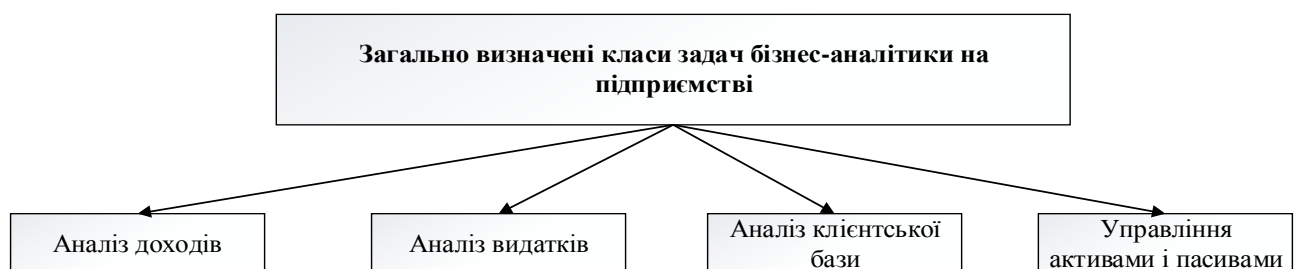 Загально визначені класи задач бізнес-аналітики на
підприємстві
Аналіз доходів
Аналіз видатків
Аналіз клієнтської
бази
Управління
активами і пасивами